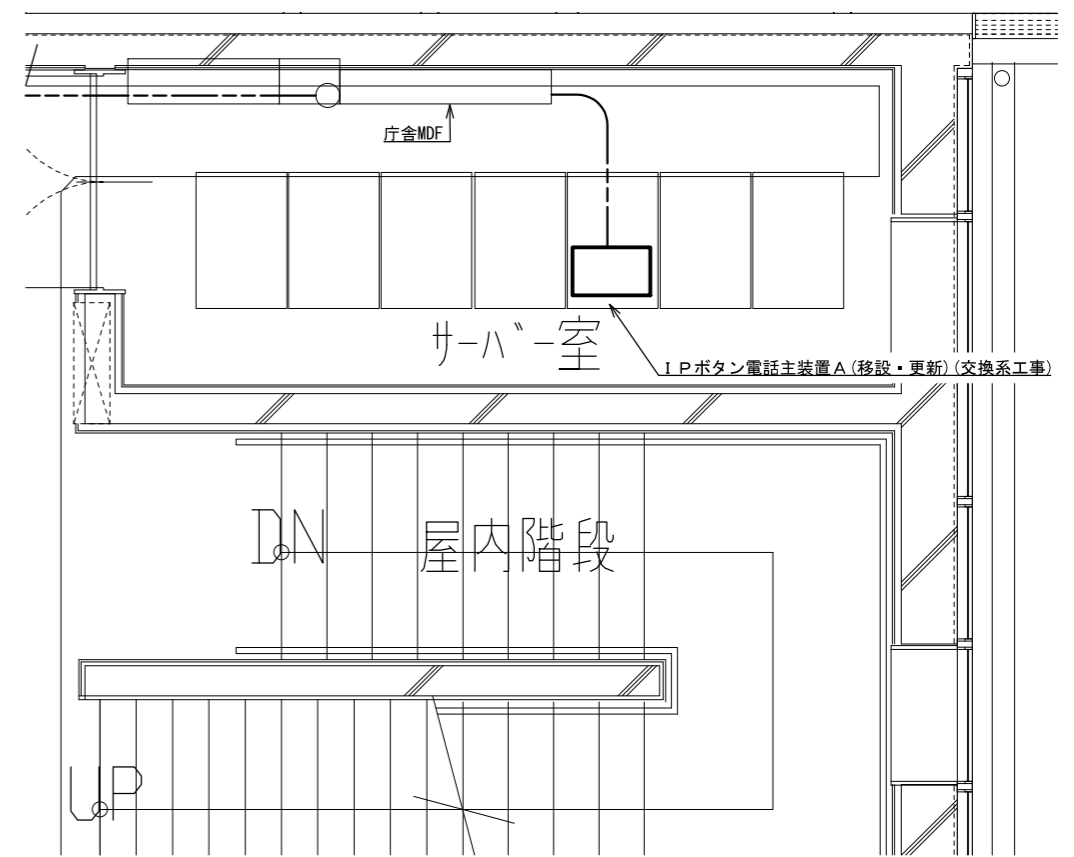 庁舎MDF
サーバー室
ＩＰボタン電話主装置Ａ(移設・更新)(交換系工事)
DN
屋内階段
UP